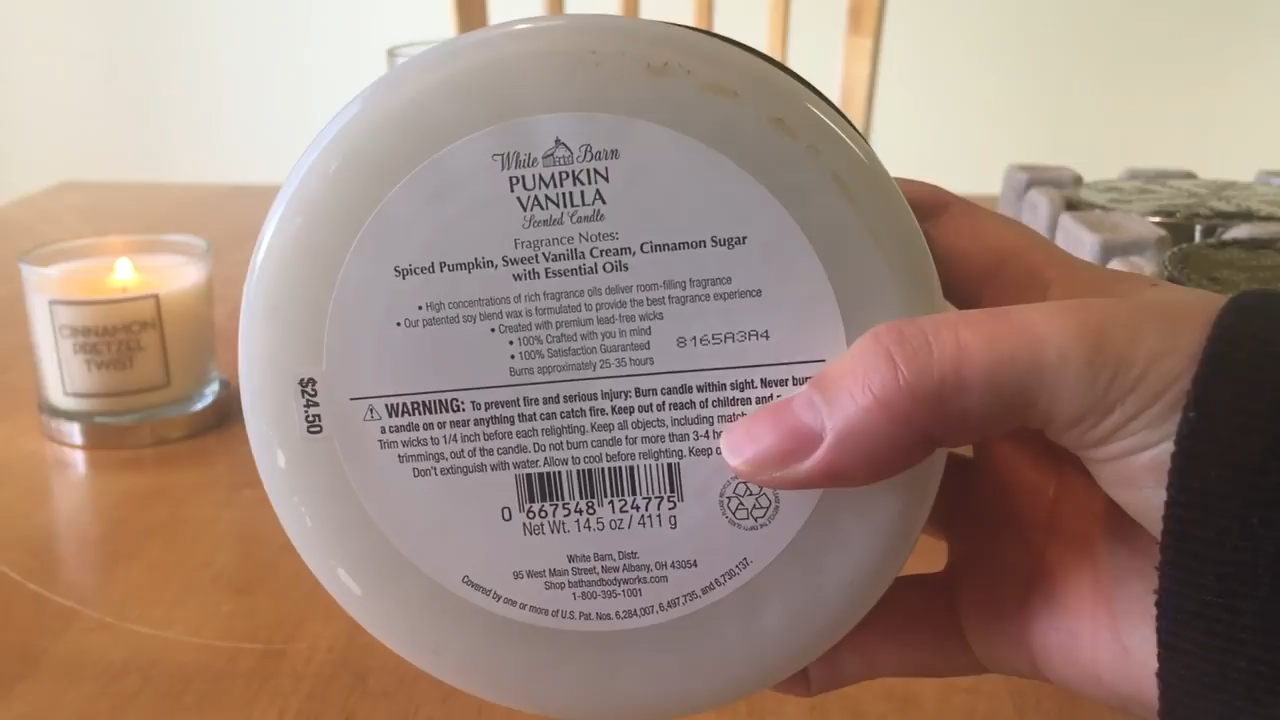 White Barn
PUMPKIN
VANILLA
Scented Candle
Fragrance Notes:
Spiced Pumpkin, Sweet Vanilla Cream, Cinnamon Sugar
with Essential Oils
• High concentrations of rich fragrance oils deliver room-filling fragrance
• Our patented soy blend wax is formulated to provide the best fragrance experience
• Created with premium lead-free wicks
• 100% Crafted with you in mind
• 100% Satisfaction Guaranteed
8165A3A4
Burns approximately 25-35 hours
$24.50
WARNING: To prevent fire and serious injury: Burn candle within sight. Never
a candle on or near anything that can catch fire. Keep out of reach of children and
Trim wicks to 1/4 inch before each relighting. Keep all objects, including
trimmings, out of the candle. Do not burn candle for more than 3-4
Don't extinguish with water. Allow to cool before relighting. Keep
0 667548 124775
Net Wt. 14.5 oz / 411 g
White Barn, Distr.
95 West Main Street, New Albany, OH 43054
Shop bathandbodyworks.com
1-800-395-1001
Covered by one or more of U.S. Pat. Nos. 6,284,007, 6,497,735, and 6,730,137.
CINNAMON
PRETZEL
TWIST